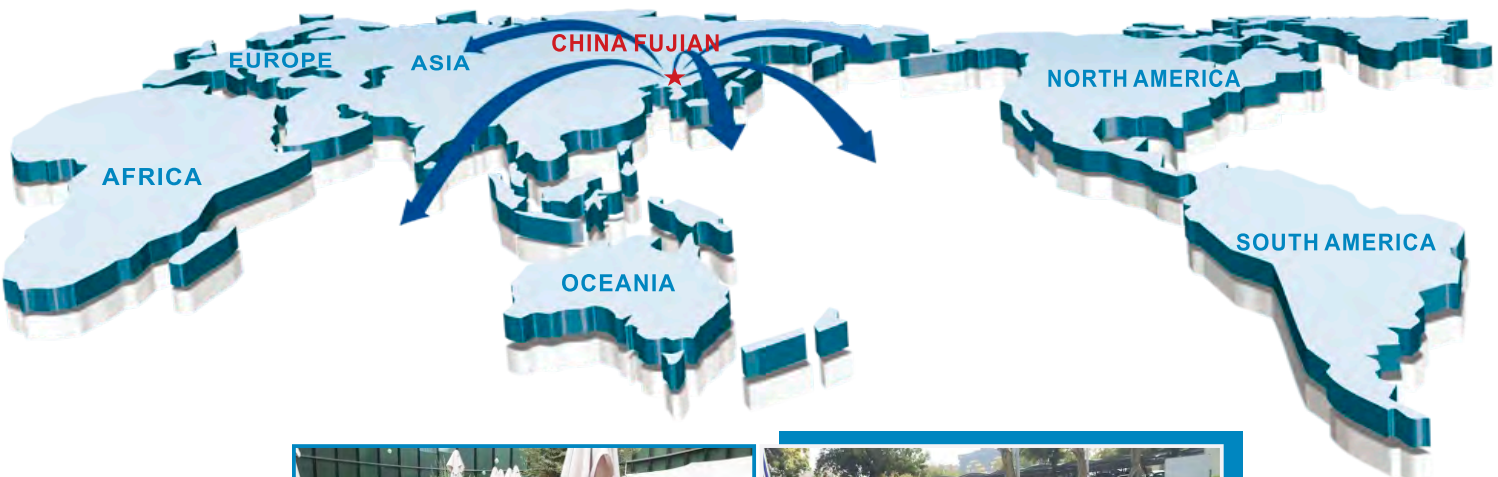 CHINA FUJIAN
EUROPE
ASIA
NORTH AMERICA
AFRICA
SOUTH AMERICA
OCEANIA